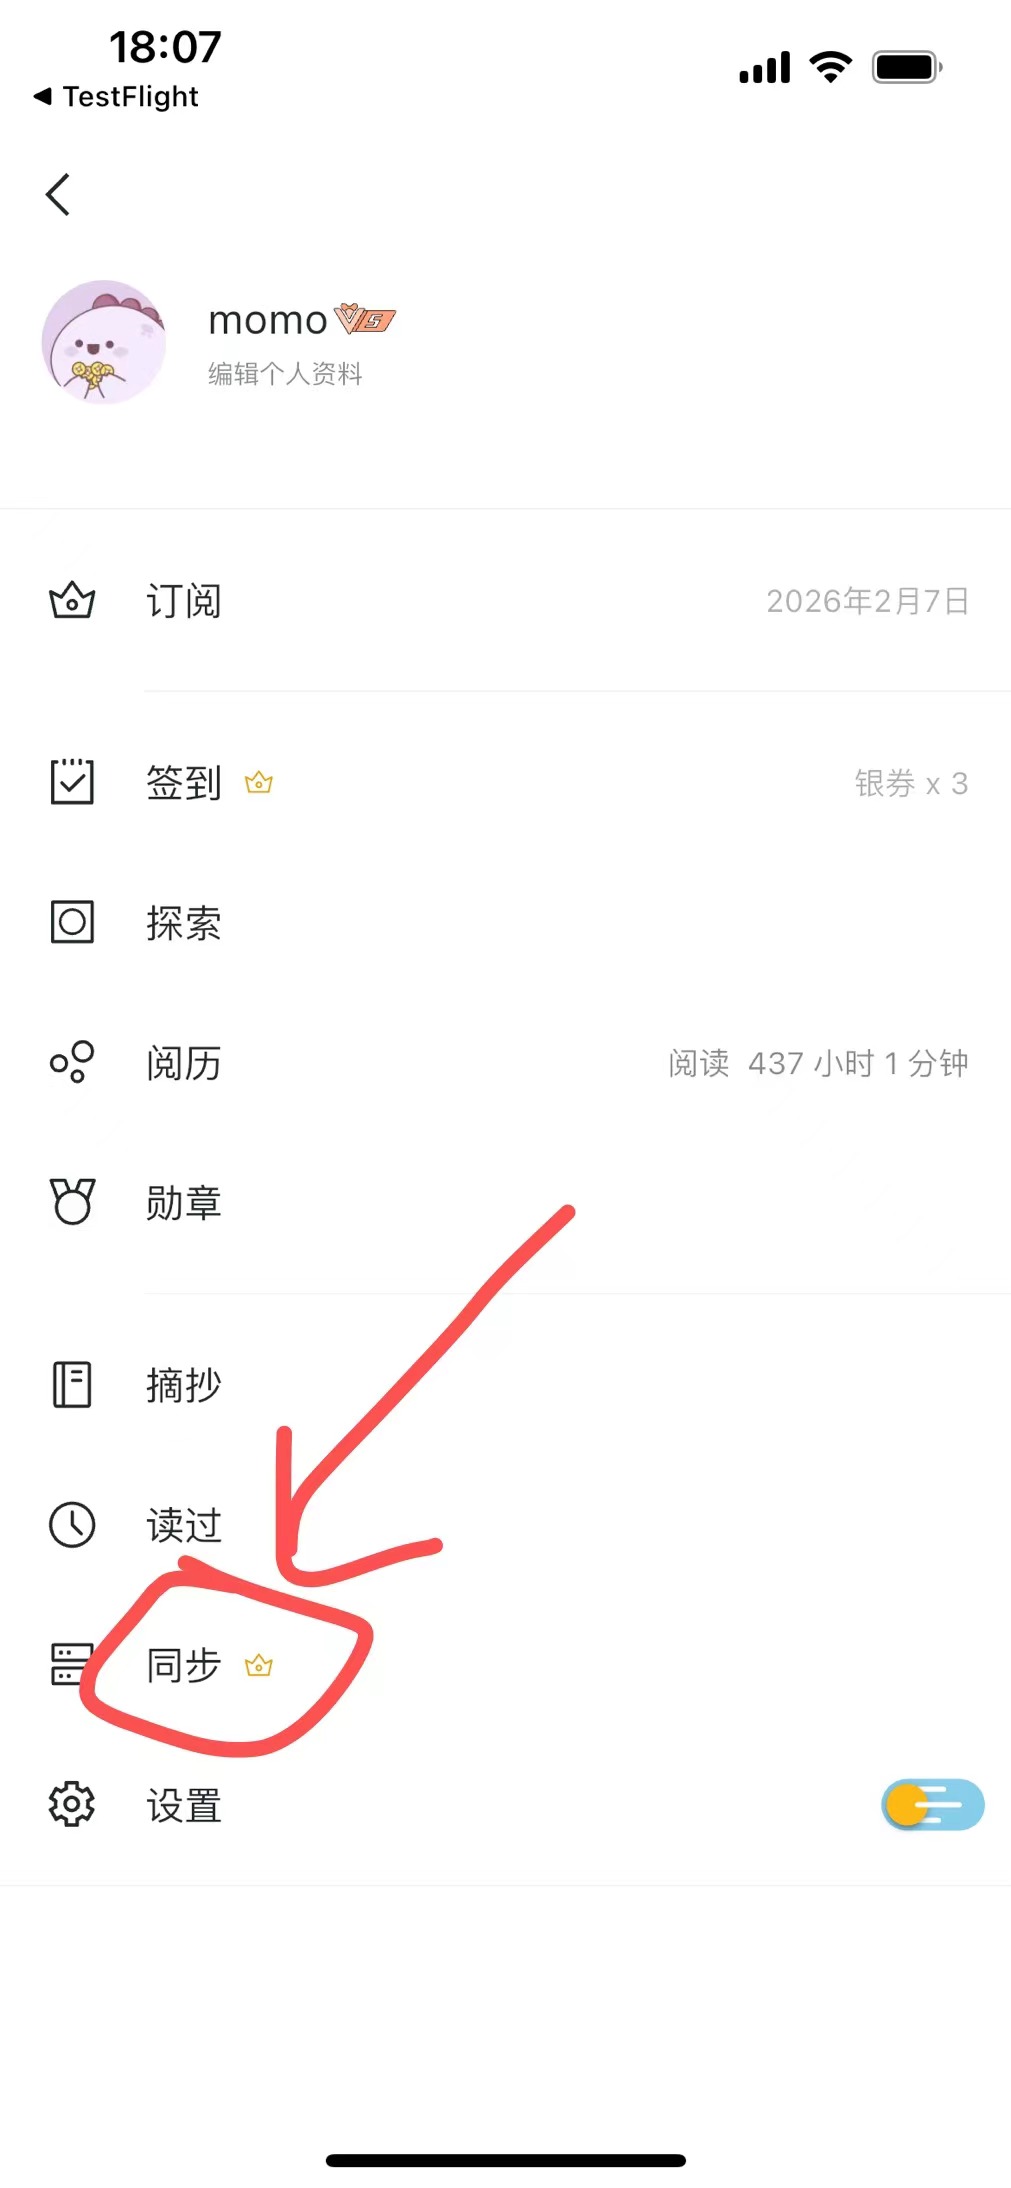 18:07
◀ TestFlight
momo V5
编辑个人资料
订阅 2026年2月7日
签到 银券 x 3
探索
阅历 阅读 437 小时 1 分钟
勋章
摘抄
读过
同步
设置